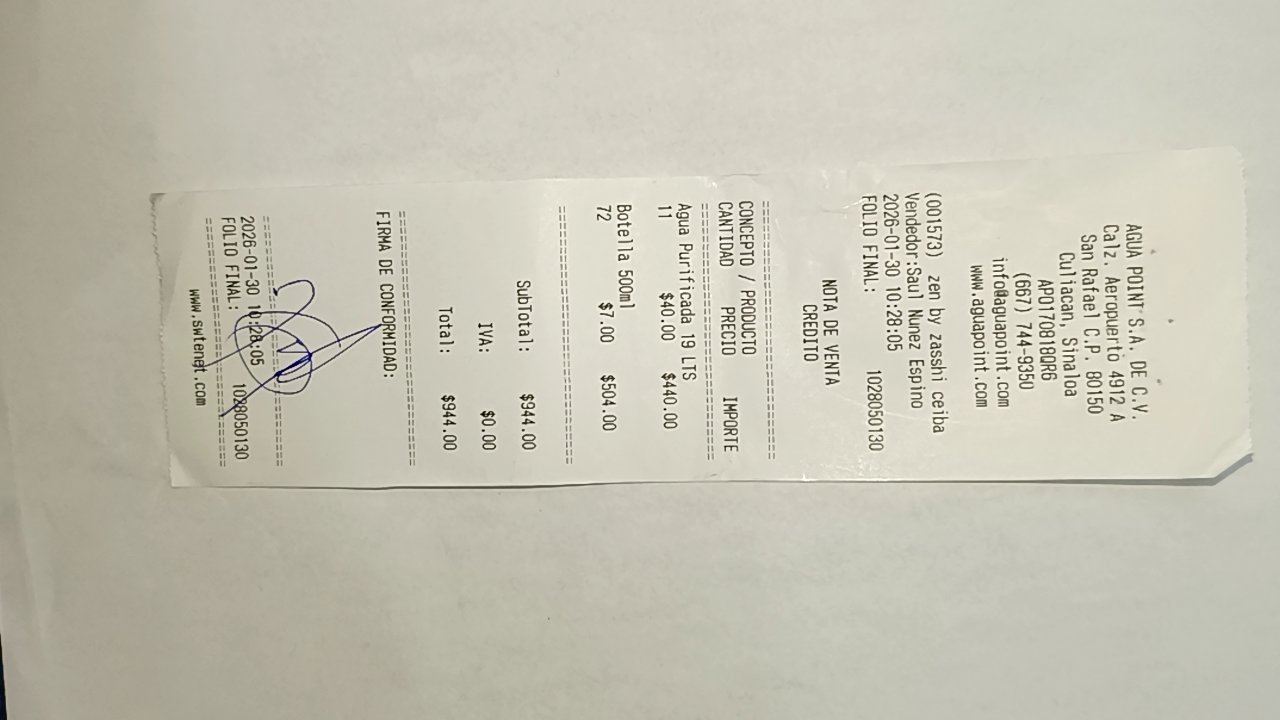 AGUA POINT S.A. DE C.V.
Calz. Aeropuerto 4912 A
San Rafael C.P. 80150
Culiacan, Sinaloa
APO170818QR6
(667) 744-9350
info@aguapoint.com
www.aguapoint.com
(001573) zen by zasshi ceiba
Vendedor:Saul Nunez Espino
2026-01-30 10:28:05
FOLIO FINAL: 1028050130
NOTA DE VENTA
CREDITO
CONCEPTO / PRODUCTO
CANTIDAD PRECIO IMPORTE
Agua Purificada 19 LTS
11 $40.00 $440.00
Botella 500ml
72 $7.00 $504.00
SubTotal: $944.00
IVA: $0.00
Total: $944.00
FIRMA DE CONFORMIDAD:
2026-01-30 10:28:05
FOLIO FINAL: 1028050130
www.swtenet.com